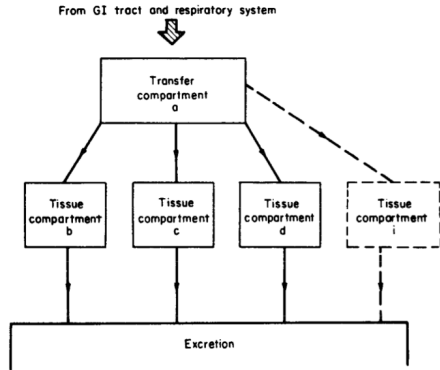 From GI tract and respiratory system
Transfer
compartment
a
Tissue
compartment
b
Tissue
compartment
c
Tissue
compartment
d
Tissue
compartment
i
Excretion